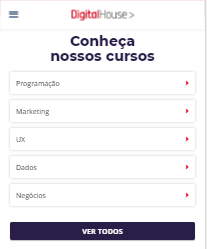 DigitalHouse>
Conheça
nossos cursos
Programação
Marketing
UX
Dados
Negócios
VER TODOS